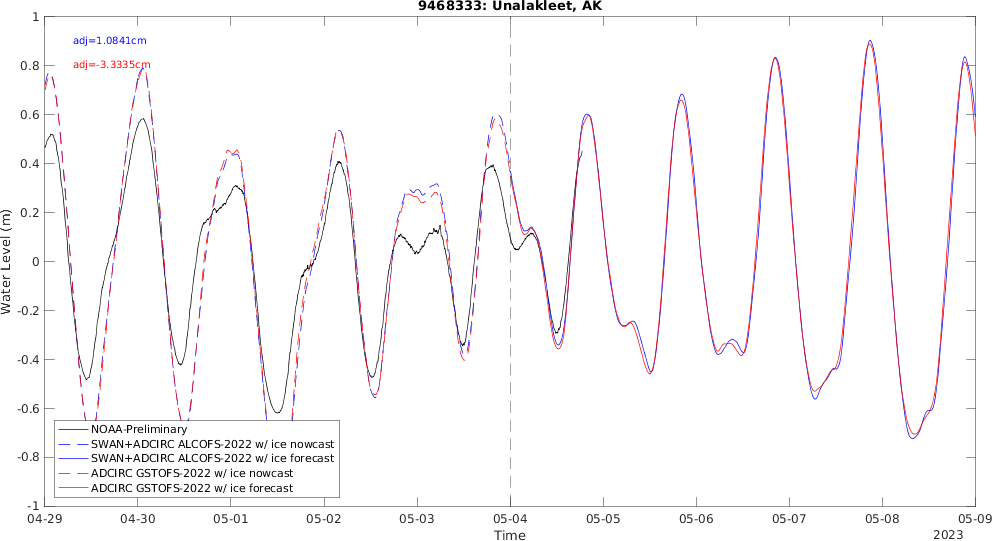 9468333: Unalakleet, AK
adj=1.0841cm
adj=-3.3335cm
Water Level (m)
1
0.8
0.6
0.4
0.2
0
-0.2
-0.4
-0.6
-0.8
-1
NOAA-Preliminary
SWAN+ADCIRC ALCOFS-2022 w/ ice nowcast
SWAN+ADCIRC ALCOFS-2022 w/ ice forecast
ADCIRC GSTOFS-2022 w/ ice nowcast
ADCIRC GSTOFS-2022 w/ ice forecast
04-29 04-30 05-01 05-02 05-03 05-04 05-05 05-06 05-07 05-08 05-09
Time
2023